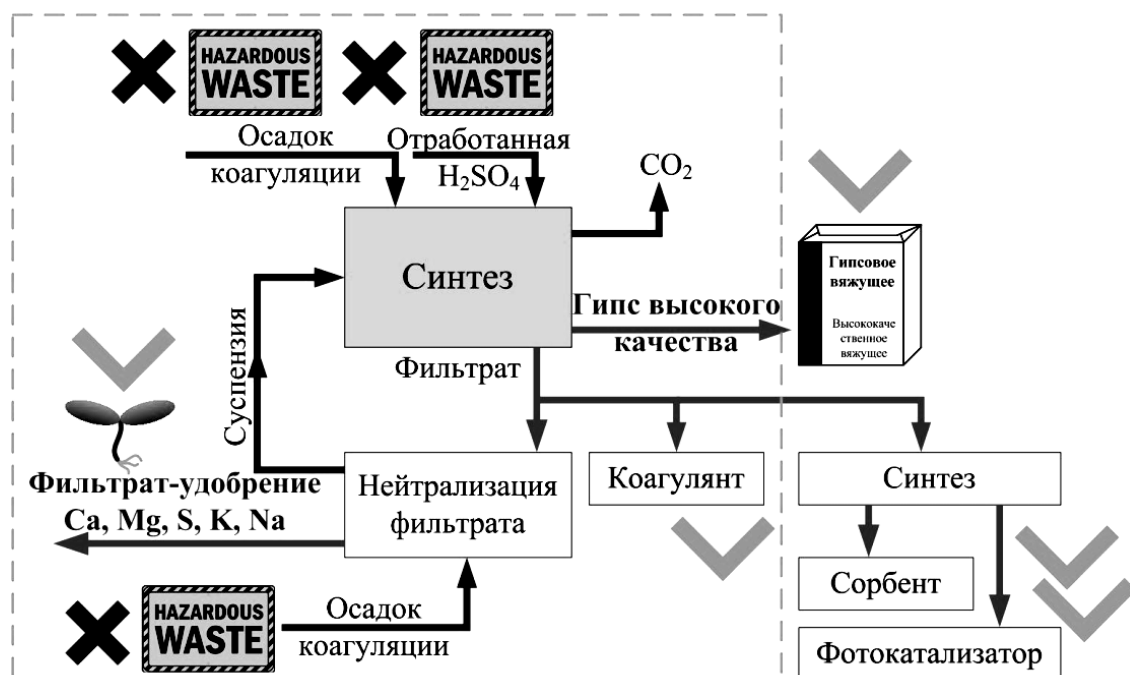 HAZARDOUS
WASTE
HAZARDOUS
WASTE
Осадок
коагуляции
Отработанная
H₂SO₄
CO₂
Синтез
Гипс высокого
качества
Гипсовое
вяжущее
Высококаче
ственное
вяжущее
Суспензия
Фильтрат
Фильтрат-удобрение
Ca, Mg, S, K, Na
Нейтрализация
фильтрата
Коагулянт
Синтез
Сорбент
Фотокатализатор
HAZARDOUS
WASTE
Осадок
коагуляции